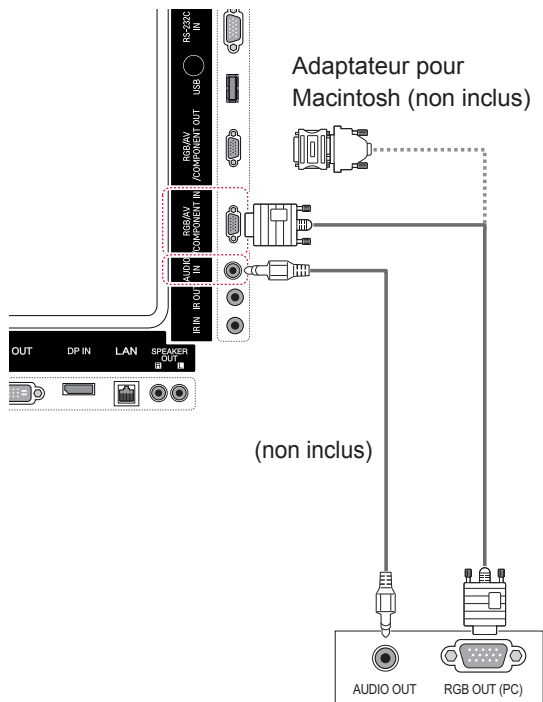 RS-232C
IN
USB
RGB/AV
/COMPONENT OUT
RGB/AV
/COMPONENT IN
AUDIO
IN
IR OUT
IR IN
Adaptateur pour
Macintosh (non inclus)
OUT
DP IN
LAN
SPEAKER
OUT
R
L
(non inclus)
AUDIO OUT
RGB OUT (PC)